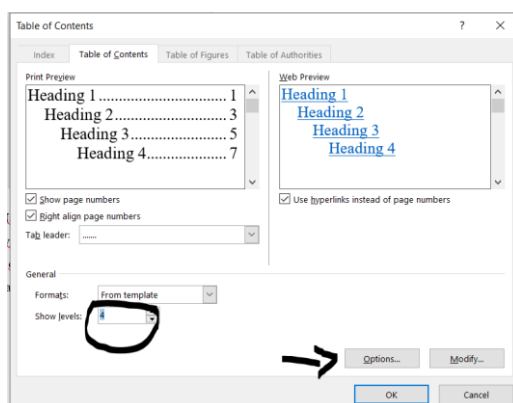 Table of Contents ? ×
Index Table of Contents Table of Figures Table of Authorities
Print Preview Web Preview
Heading 1.............................. 1
Heading 2........................... 3
Heading 3....................... 5
Heading 4................... 7
Heading 1
Heading 2
Heading 3
Heading 4
Show page numbers
Right align page numbers
Tab leader: .......
Use hyperlinks instead of page numbers
General
Formats: From template
Show levels: 4
Options... Modify...
OK Cancel